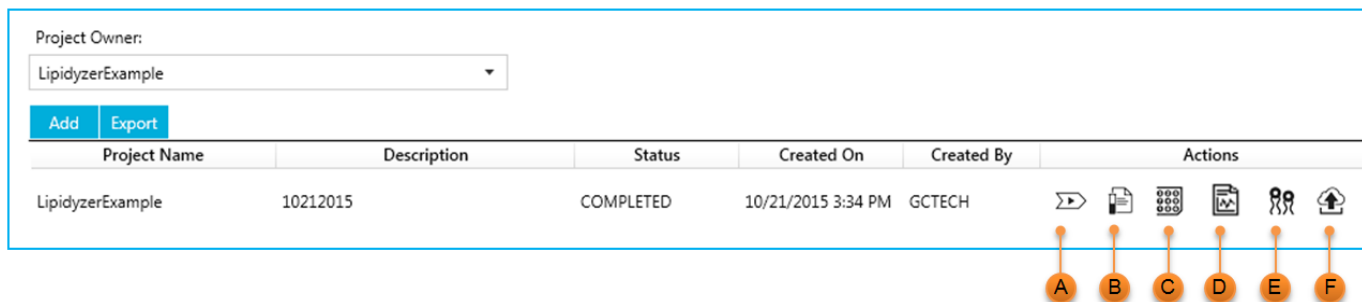 Project Owner:
LipidyzerExample
Add Export
Project Name Description Status Created On Created By Actions
LipidyzerExample 10212015 COMPLETED 10/21/2015 3:34 PM GCTECH
A B C D E F